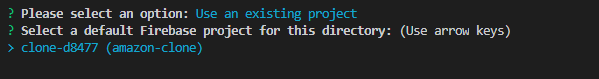 ? Please select an option: Use an existing project
? Select a default Firebase project for this directory: (Use arrow keys)
> clone-d8477 (amazon-clone)